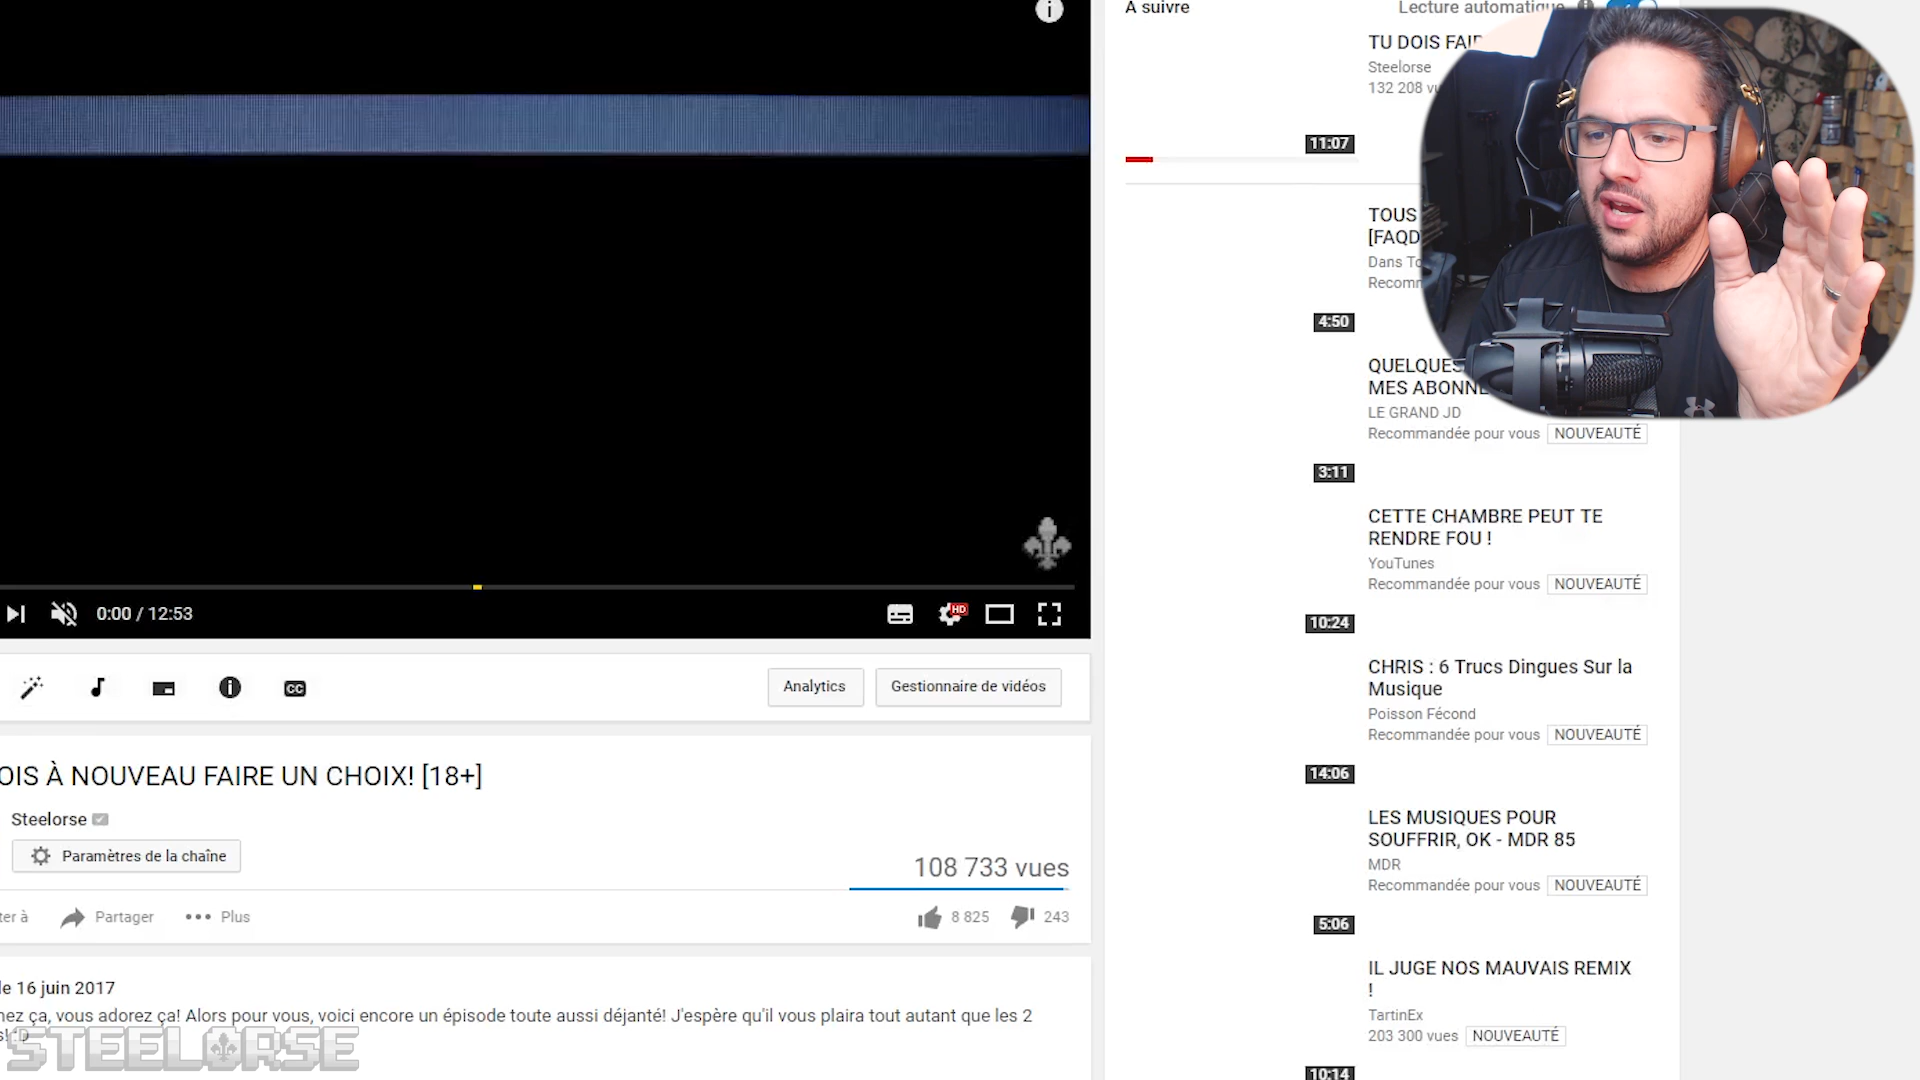 0:00 / 12:53
HD
CC
Analytics
Gestionnaire de vidéos
OIS À NOUVEAU FAIRE UN CHOIX! [18+]
Steelorse
Paramètres de la chaîne
108 733 vues
ter à
Partager
Plus
8 825
243
le 16 juin 2017
nez ça, vous adorez ça! Alors pour vous, voici encore un épisode toute aussi déjanté! J'espère qu'il vous plaira tout autant que les 2
STEELORSE
A suivre
Lecture automatique
TU DOIS FAIR
Steelorse
132 208 vu
11:07
TOUS
[FAQD
Dans To
Recomm
4:50
QUELQUES
MES ABONNÉ
LE GRAND JD
Recommandée pour vous NOUVEAUTÉ
3:11
CETTE CHAMBRE PEUT TE
RENDRE FOU !
YouTunes
Recommandée pour vous NOUVEAUTÉ
10:24
CHRIS : 6 Trucs Dingues Sur la
Musique
Poisson Fécond
Recommandée pour vous NOUVEAUTÉ
14:06
LES MUSIQUES POUR
SOUFFRIR, OK - MDR 85
MDR
Recommandée pour vous NOUVEAUTÉ
5:06
IL JUGE NOS MAUVAIS REMIX
!
TartinEx
203 300 vues NOUVEAUTÉ
10:14